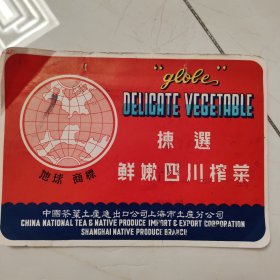 "globe"
DELICATE VEGETABLE
揀選
鮮嫩四川榨菜
地球 商標
中國茶葉土產進出口公司上海市土產分公司
CHINA NATIONAL TEA & NATIVE PRODUCE IMPORT & EXPORT CORPORATION
SHANGHAI NATIVE PRODUCE BRANCH